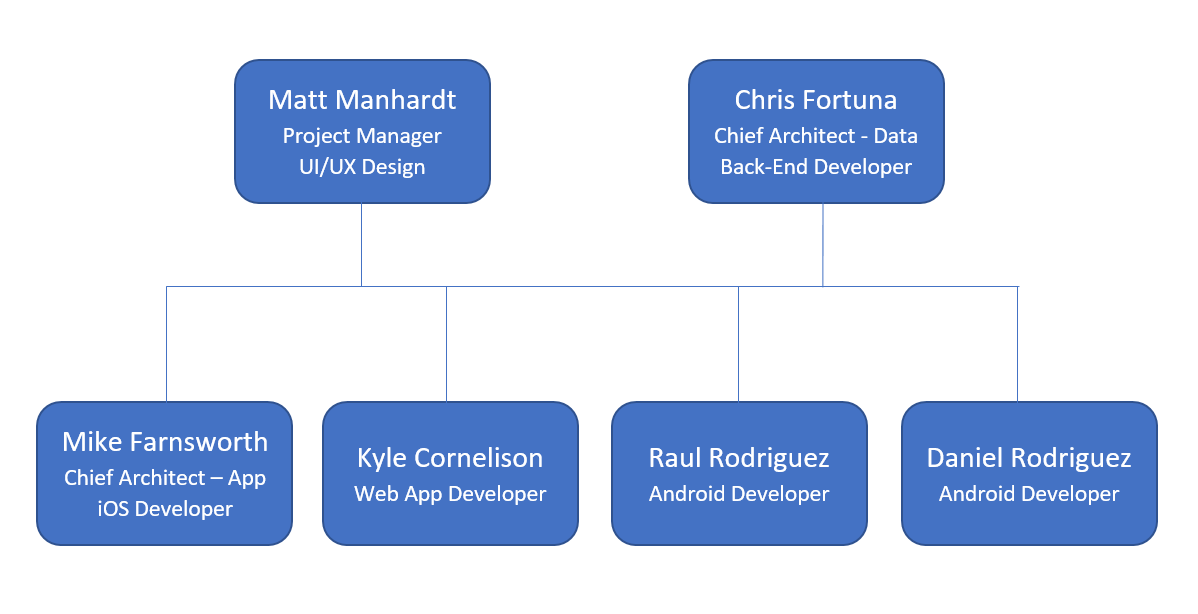 Matt Manhardt
Project Manager
UI/UX Design
Chris Fortuna
Chief Architect - Data
Back-End Developer
Mike Farnsworth
Chief Architect – App
iOS Developer
Kyle Cornelison
Web App Developer
Raul Rodriguez
Android Developer
Daniel Rodriguez
Android Developer